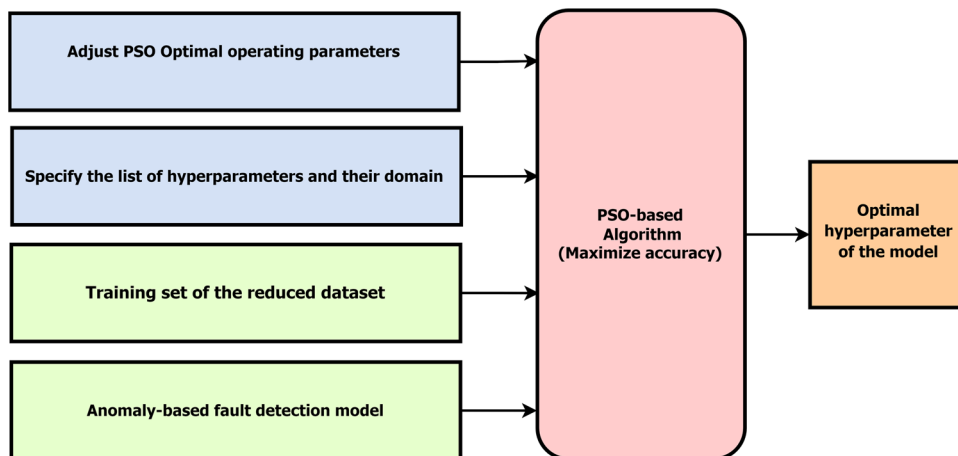 Adjust PSO Optimal operating parameters
Specify the list of hyperparameters and their domain
Training set of the reduced dataset
Anomaly-based fault detection model
PSO-based
Algorithm
(Maximize accuracy)
Optimal
hyperparameter
of the model